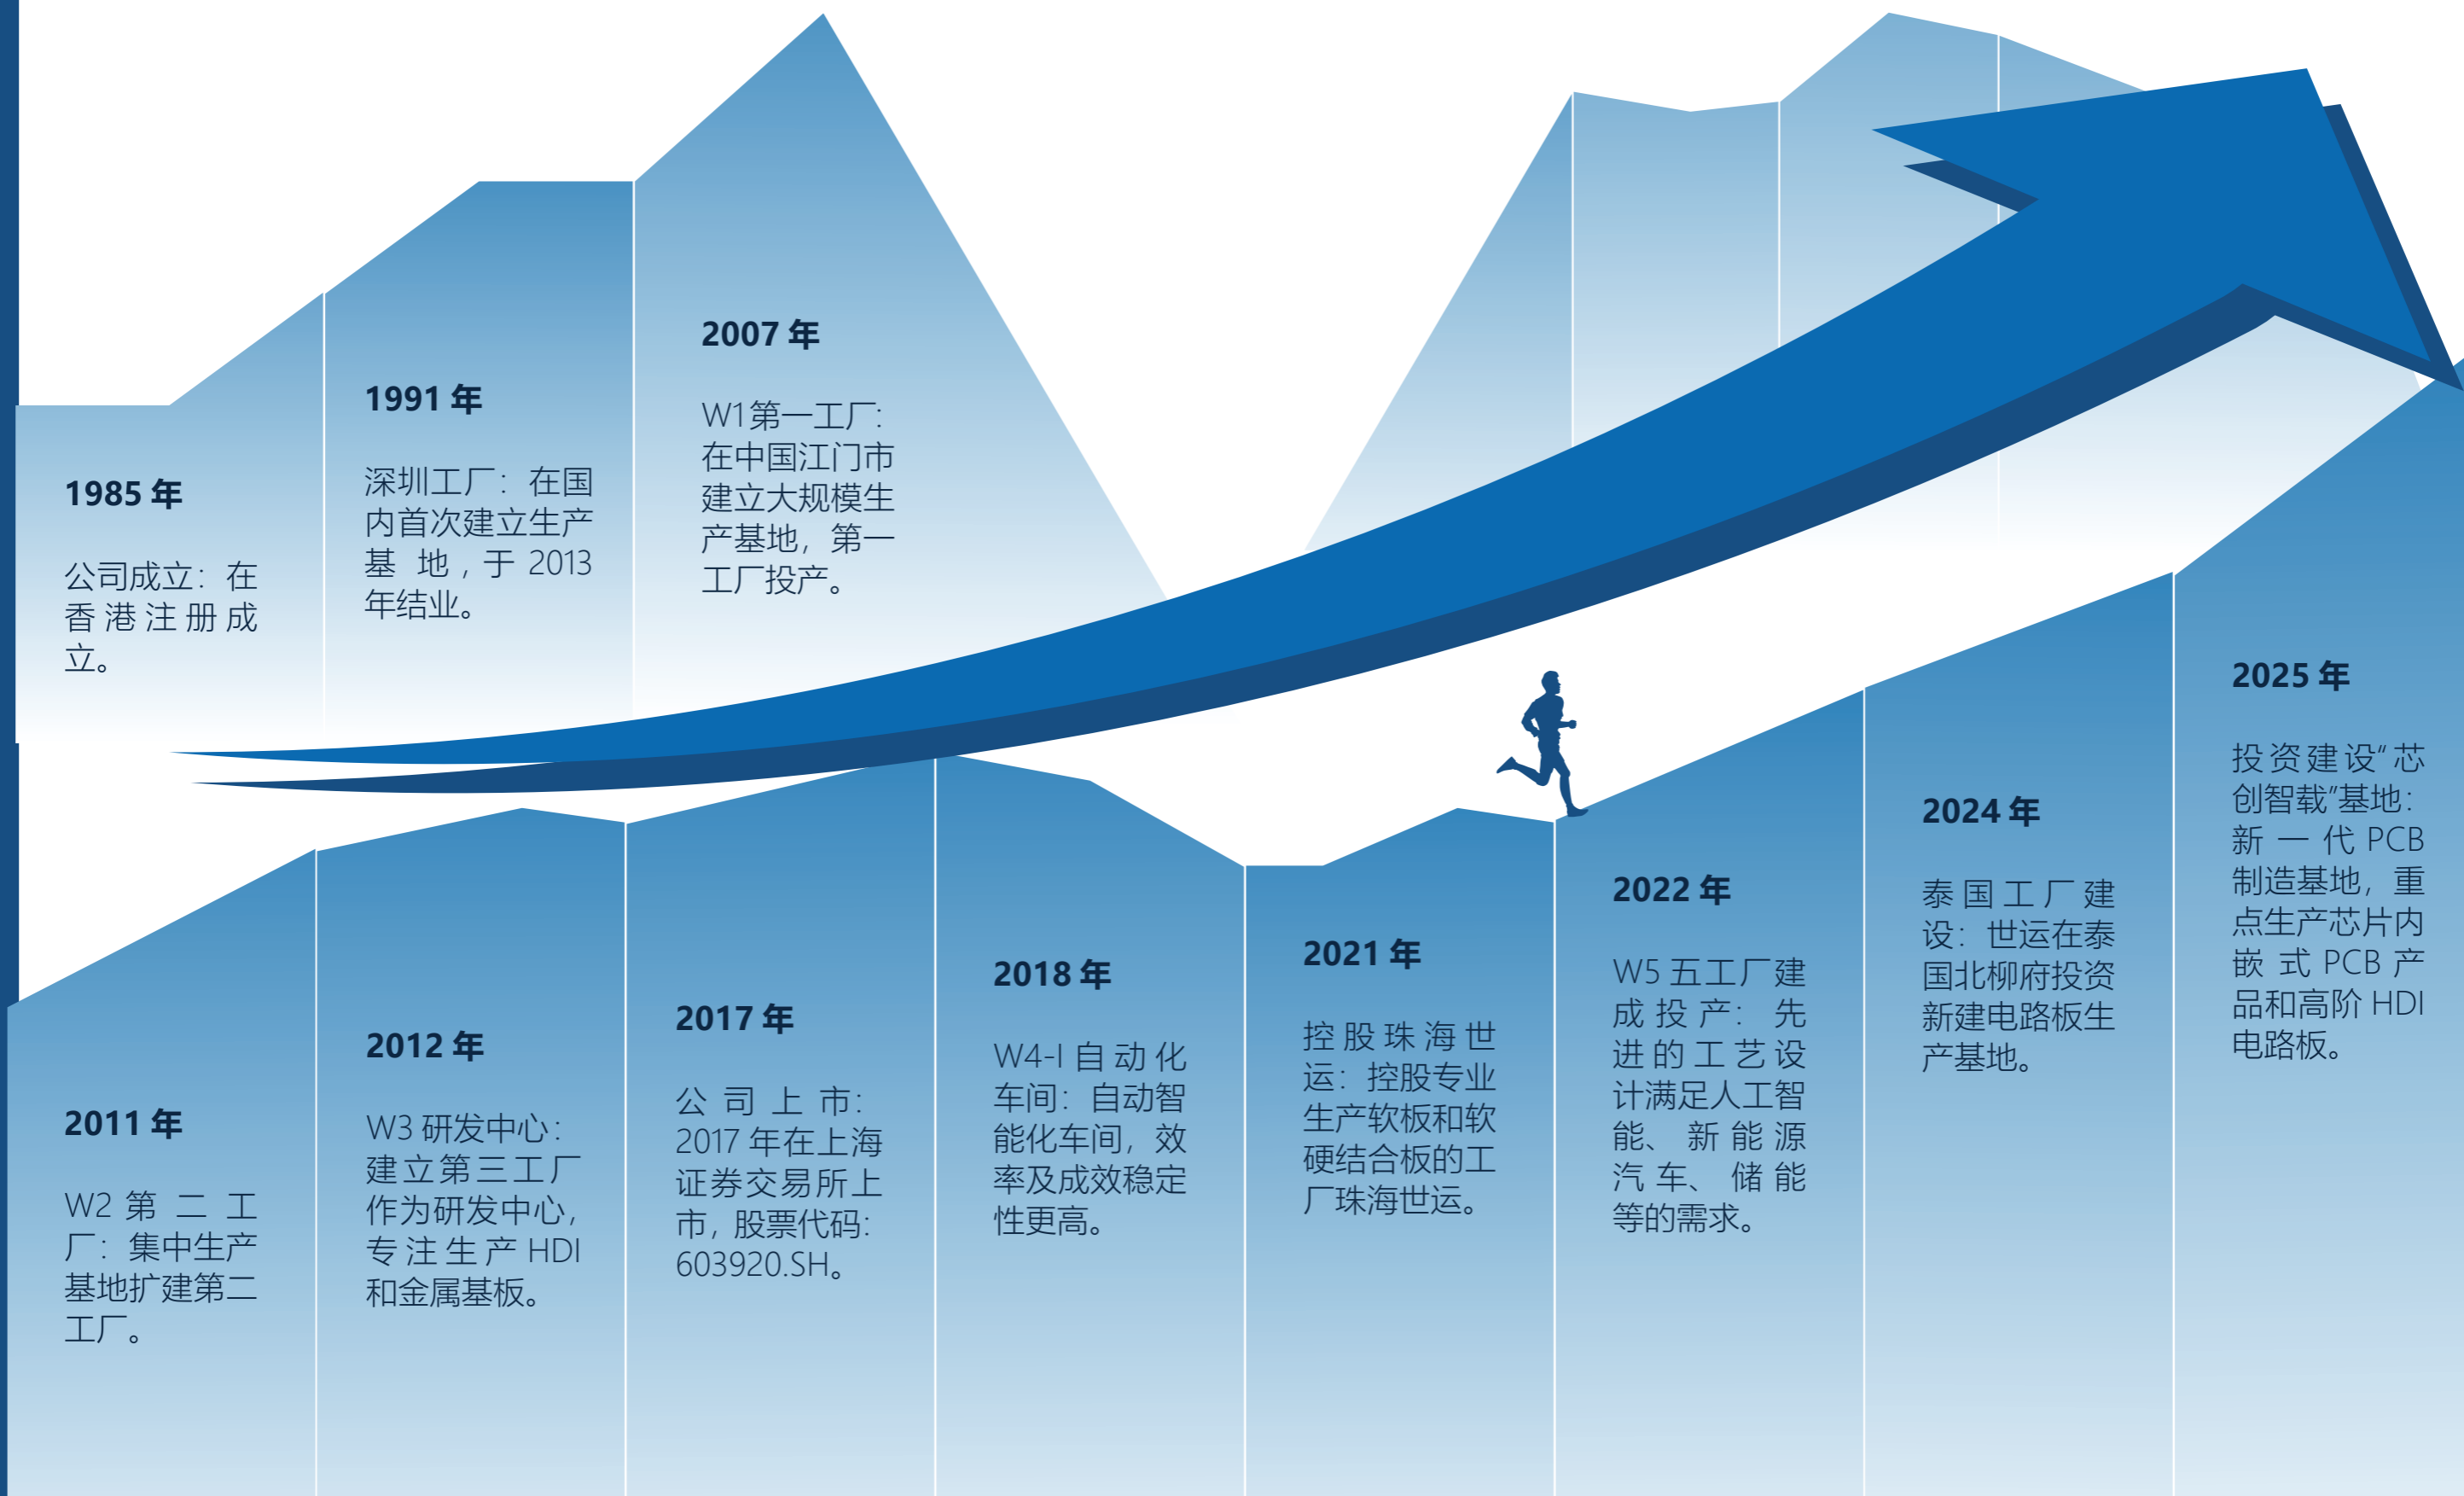 1985 年
公司成立：在
香港注册成
立。
1991 年
深圳工厂：在国
内首次建立生产
基地，于 2013
年结业。
2007 年
W1 第一工厂：
在中国江门市
建立大规模生
产基地，第一
工厂投产。
2011 年
W2 第二工
厂：集中生产
基地扩建第二
工厂。
2012 年
W3 研发中心：
建立第三工厂
作为研发中心，
专注生产 HDI
和金属基板。
2017 年
公司上市：
2017 年在上海
证券交易所上
市，股票代码：
603920.SH。
2018 年
W4-I 自动化
车间：自动智
能化车间，效
率及成效稳定
性更高。
2021 年
控股珠海世
运：控股专业
生产软板和软
硬结合板的工
厂珠海世运。
2022 年
W5 五工厂建
成投产：先
进的工艺设
计满足人工智
能、新能源
汽车、储能
等的需求。
2024 年
泰国工厂建
设：世运在泰
国北柳府投资
新建电路板生
产基地。
2025 年
投资建设“芯
创智载”基地：
新一代 PCB
制造基地，重
点生产芯片内
嵌式 PCB 产
品和高阶 HDI
电路板。